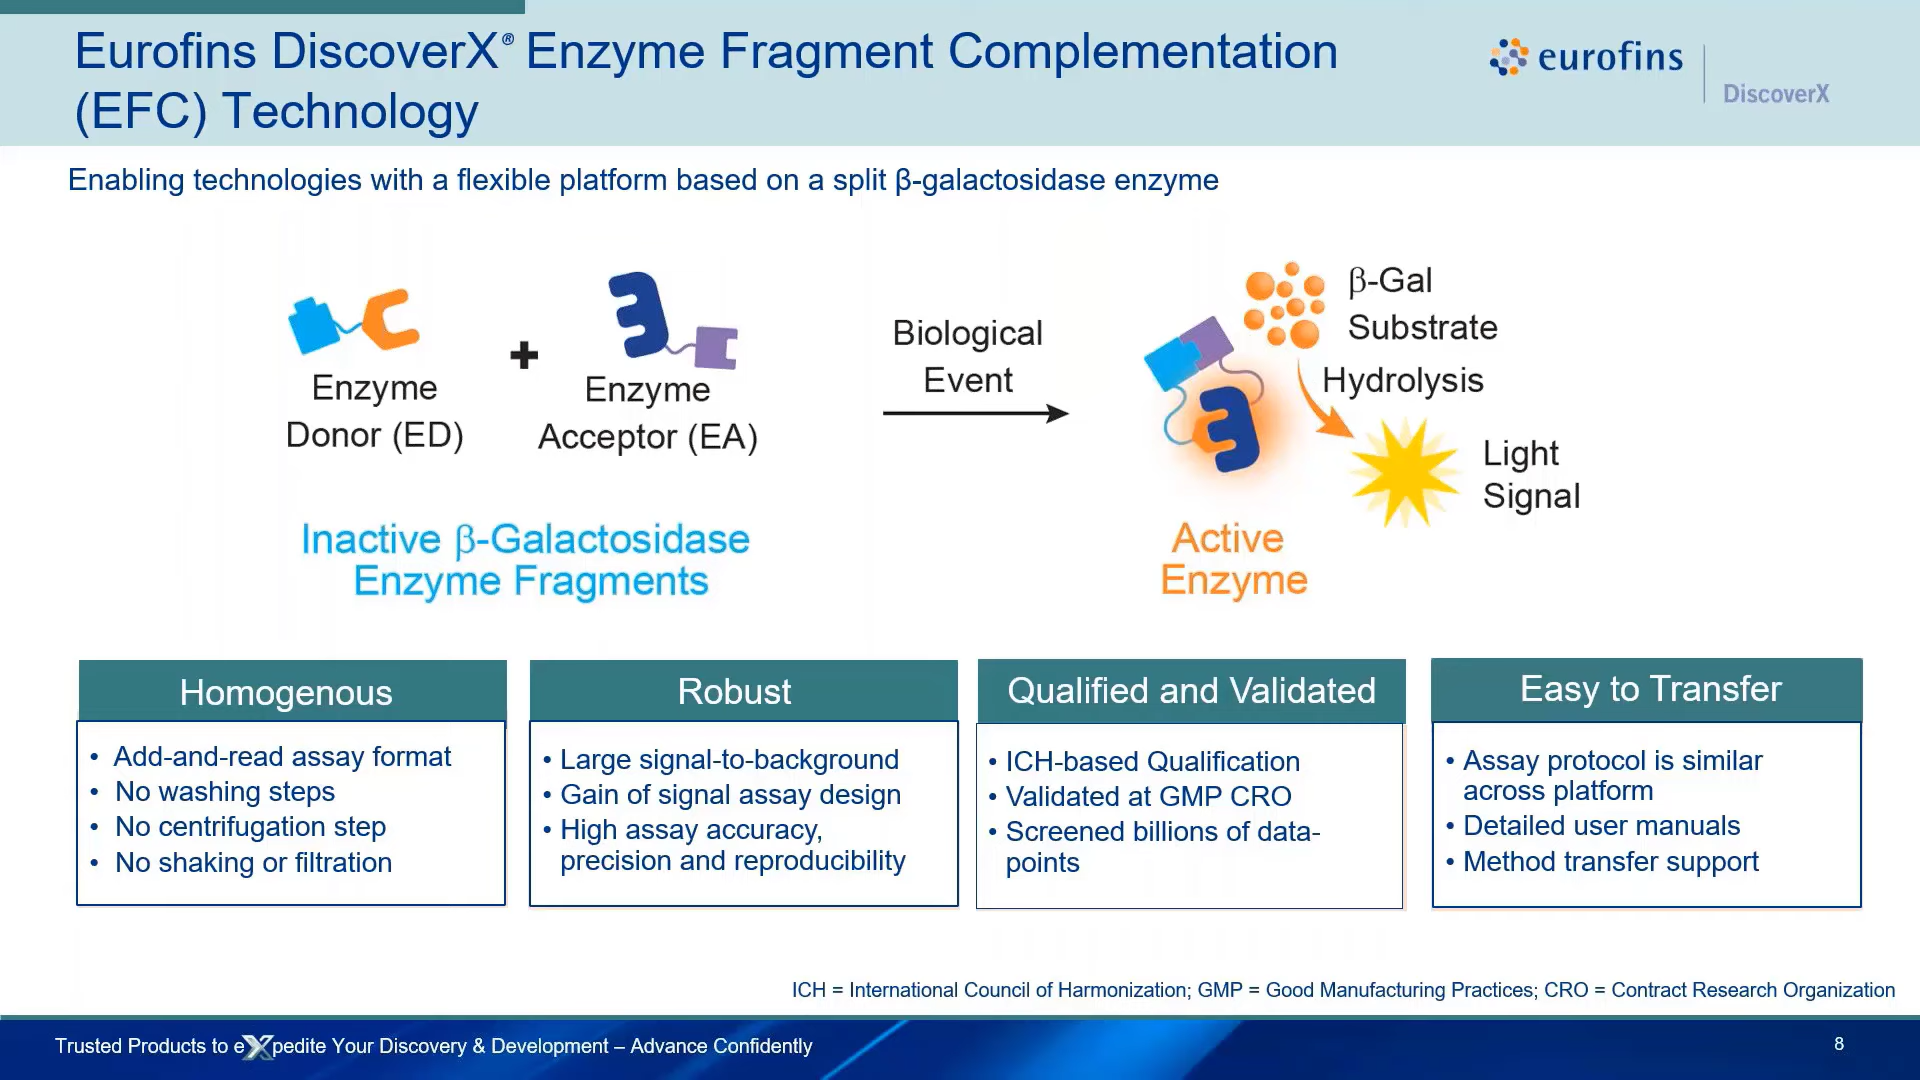 Eurofins DiscoverX® Enzyme Fragment Complementation
(EFC) Technology
eurofins
DiscoverX
Enabling technologies with a flexible platform based on a split β-galactosidase enzyme
Enzyme
Donor (ED)
+
Enzyme
Acceptor (EA)
Inactive β-Galactosidase
Enzyme Fragments
Biological
Event
β-Gal
Substrate
Hydrolysis
Light
Signal
Active
Enzyme
Homogenous
• Add-and-read assay format
• No washing steps
• No centrifugation step
• No shaking or filtration
Robust
• Large signal-to-background
• Gain of signal assay design
• High assay accuracy,
precision and reproducibility
Qualified and Validated
• ICH-based Qualification
• Validated at GMP CRO
• Screened billions of data-
points
Easy to Transfer
• Assay protocol is similar
across platform
• Detailed user manuals
• Method transfer support
ICH = International Council of Harmonization; GMP = Good Manufacturing Practices; CRO = Contract Research Organization
Trusted Products to eXpedite Your Discovery & Development – Advance Confidently
8